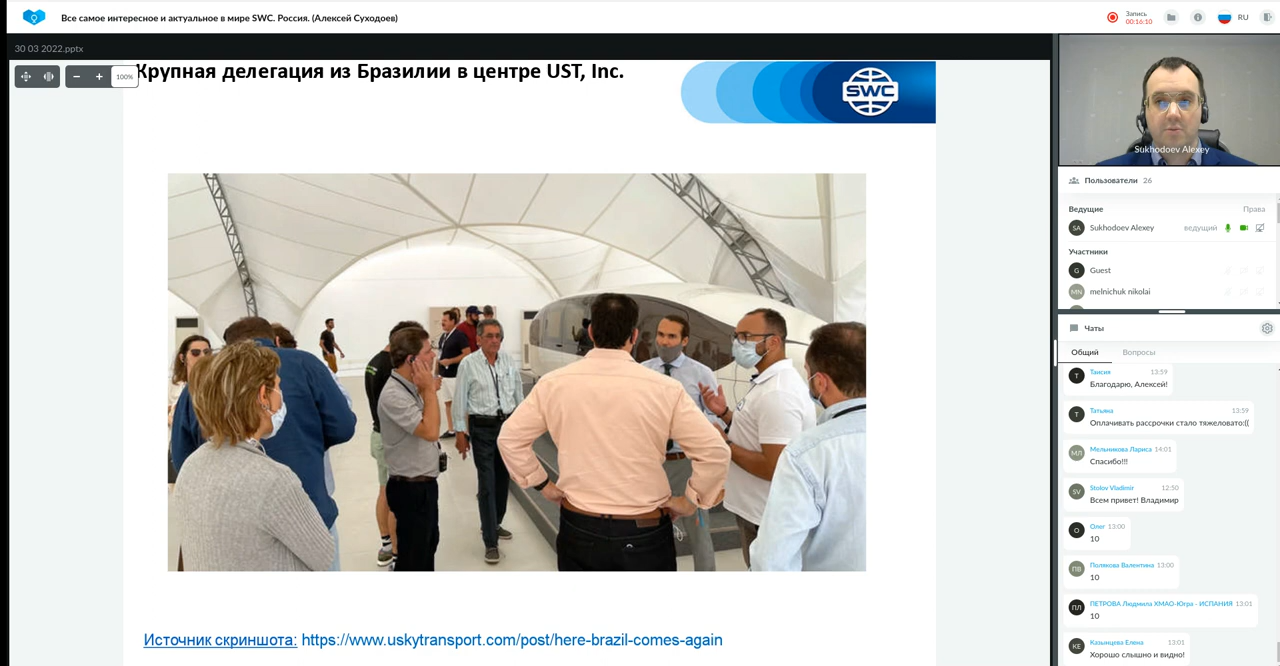 Все самое интересное и актуальное в мире SWC. Россия. (Алексей Суходоев)
Запись
00:16:10
RU
30 03 2022.pptx
100%
Крупная делегация из Бразилии в центре UST, Inc.
SWC
Источник скриншота: https://www.uskytransport.com/post/here-brazil-comes-again
Sukhodoev Alexey
Пользователи 26
Ведущие Права
SA Sukhodoev Alexey ведущий
Участники
G Guest
MN melnichuk nikolai
Чаты
Общий Вопросы
Т Таисия 13:59
Благодарю, Алексей!
Т Татьяна 13:59
Оплачивать рассрочки стало тяжеловато:((
МЛ Мельникова Лариса 14:01
Спасибо!!!
SV Stolov Vladimir 12:50
Всем привет! Владимир
О Олег 13:00
10
ПВ Полякова Валентина 13:00
10
ПЛ ПЕТРОВА Людмила ХМАО-Югра - ИСПАНИЯ 13:01
10
КЕ Казынцева Елена 13:01
Хорошо слышно и видно!